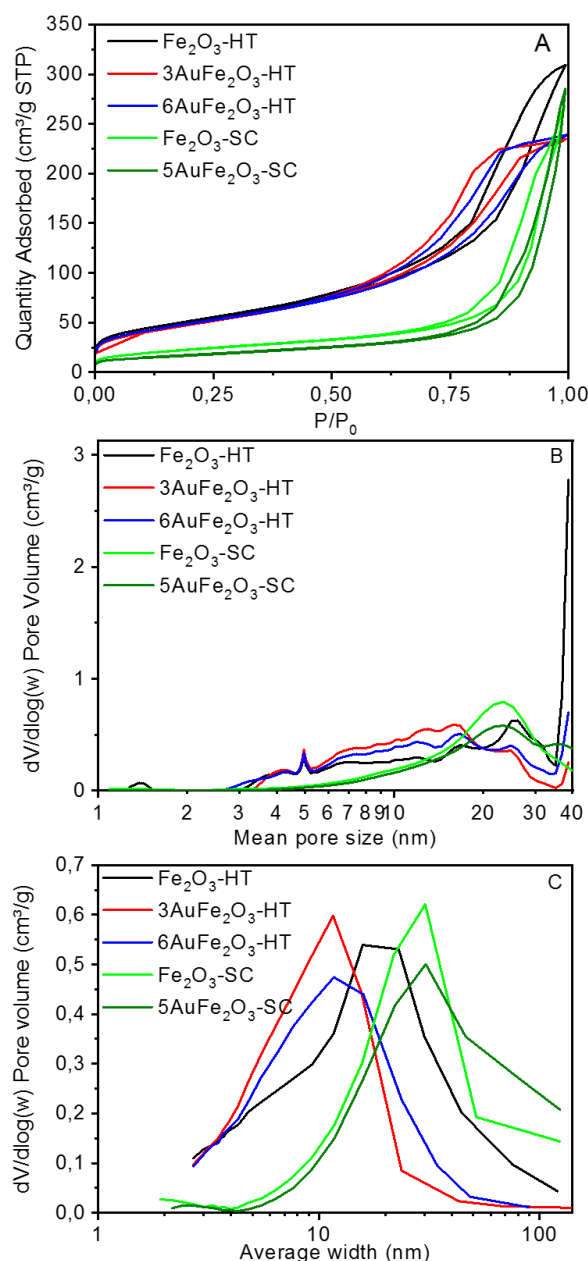 A
Fe₂O₃-HT
3AuFe₂O₃-HT
6AuFe₂O₃-HT
Fe₂O₃-SC
5AuFe₂O₃-SC
Quantity Adsorbed (cm³/g STP)
350
300
250
200
150
100
50
0
0,00 0,25 0,50 0,75 1,00
P/P₀
B
Fe₂O₃-HT
3AuFe₂O₃-HT
6AuFe₂O₃-HT
Fe₂O₃-SC
5AuFe₂O₃-SC
dV/dlog(w) Pore Volume (cm³/g)
3
2
1
0
1 2 3 4 5 6 7 8 9 10 20 30 40
Mean pore size (nm)
C
Fe₂O₃-HT
3AuFe₂O₃-HT
6AuFe₂O₃-HT
Fe₂O₃-SC
5AuFe₂O₃-SC
dV/dlog(w) Pore volume (cm³/g)
0,7
0,6
0,5
0,4
0,3
0,2
0,1
0,0
1 10 100
Average width (nm)